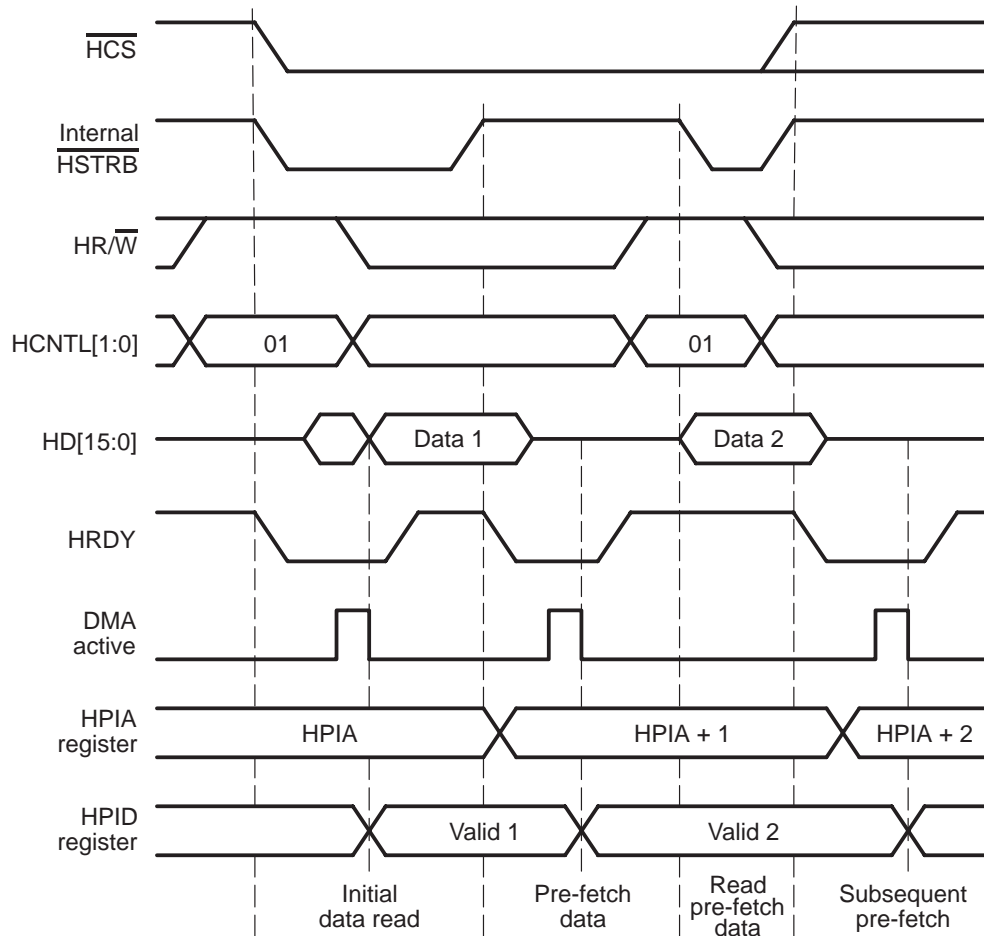 HCS
Internal
HSTRB
HR/W
HCNTL[1:0]
01
01
HD[15:0]
Data 1
Data 2
HRDY
DMA
active
HPIA
register
HPIA
HPIA + 1
HPIA + 2
HPID
register
Valid 1
Valid 2
Initial
data read
Pre-fetch
data
Read
pre-fetch
data
Subsequent
pre-fetch